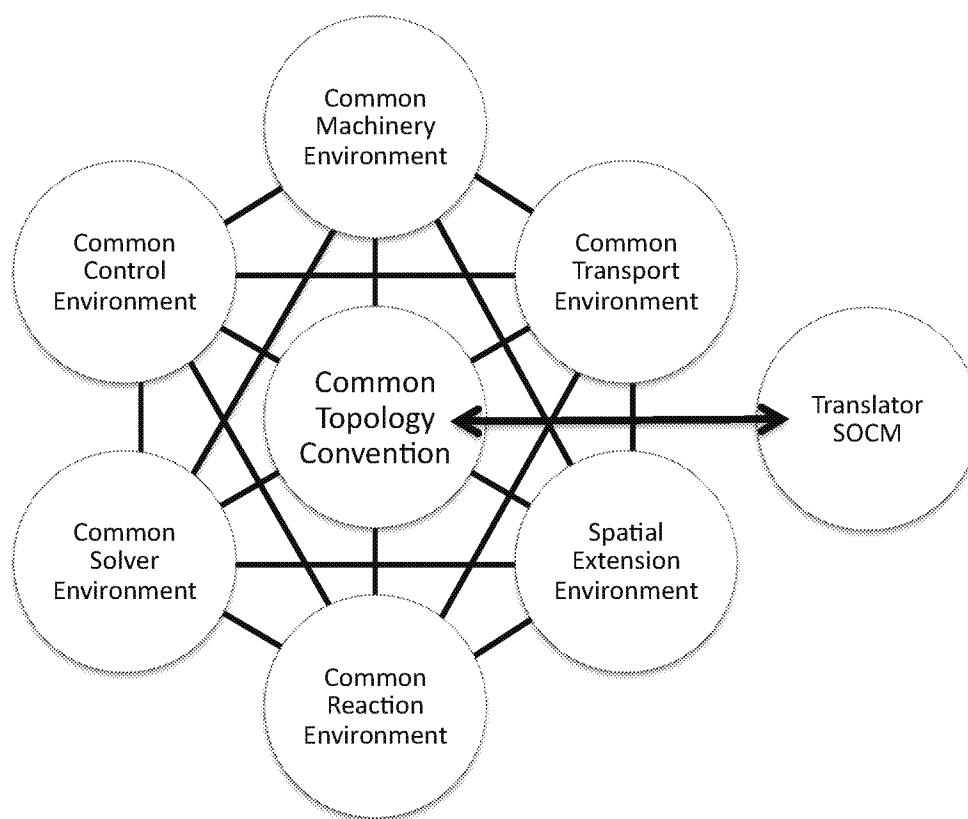 Common
Machinery
Environment
Common
Control
Environment
Common
Transport
Environment
Common
Topology
Convention
Translator
SOCM
Common
Solver
Environment
Spatial
Extension
Environment
Common
Reaction
Environment